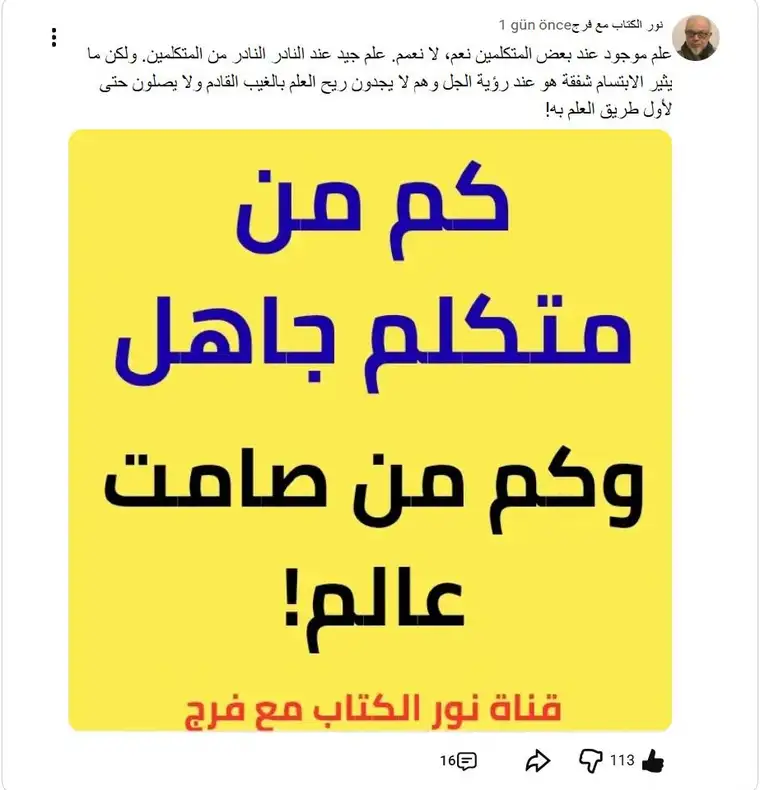 نور الكتاب مع فرج 1 gün önce
علم موجود عند بعض المتكلمين نعم، لا نعمم. علم جيد عند النادر النادر من المتكلمين. ولكن ما
يثير الابتسام شفقة هو عند رؤية الجل وهم لا يجدون ريح العلم بالغيب القادم ولا يصلون حتى
لأول طريق العلم به!
كم من
متكلم جاهل
وكم من صامت
عالم!
قناة نور الكتاب مع فرج
113
16